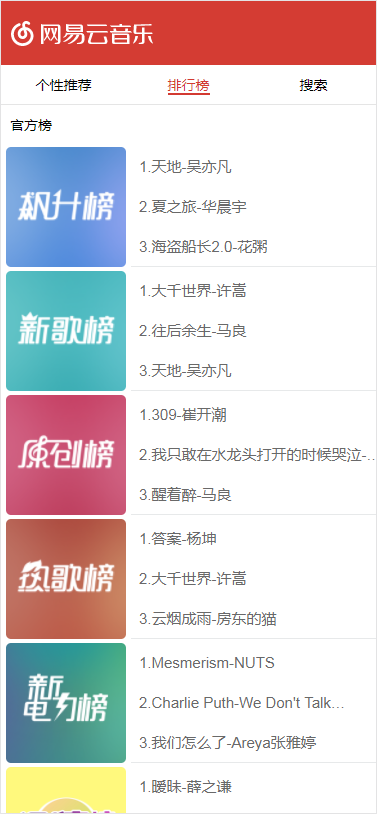 网易云音乐
个性推荐
排行榜
搜索
官方榜
飙升榜
1.天地-吴亦凡
2.夏之旅-华晨宇
3.海盗船长2.0-花粥
新歌榜
1.大千世界-许嵩
2.往后余生-马良
3.天地-吴亦凡
原创榜
1.309-崔开潮
2.我只敢在水龙头打开的时候哭泣-...
3.醒着醉-马良
热歌榜
1.答案-杨坤
2.大千世界-许嵩
3.云烟成雨-房东的猫
新
电力榜
1.Mesmerism-NUTS
2.Charlie Puth-We Don't Talk...
3.我们怎么了-Areya张雅婷
1.暧昧-薛之谦